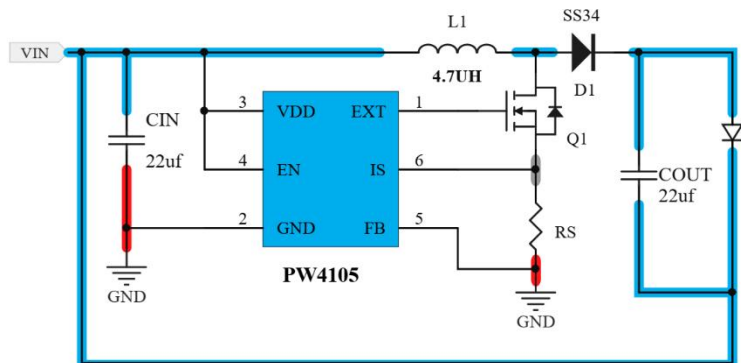 L1
SS34
VIN
4.7UH
D1
CIN
22uf
3
VDD
EXT
1
Q1
4
EN
IS
6
COUT
22uf
2
GND
FB
5
RS
PW4105
GND
GND